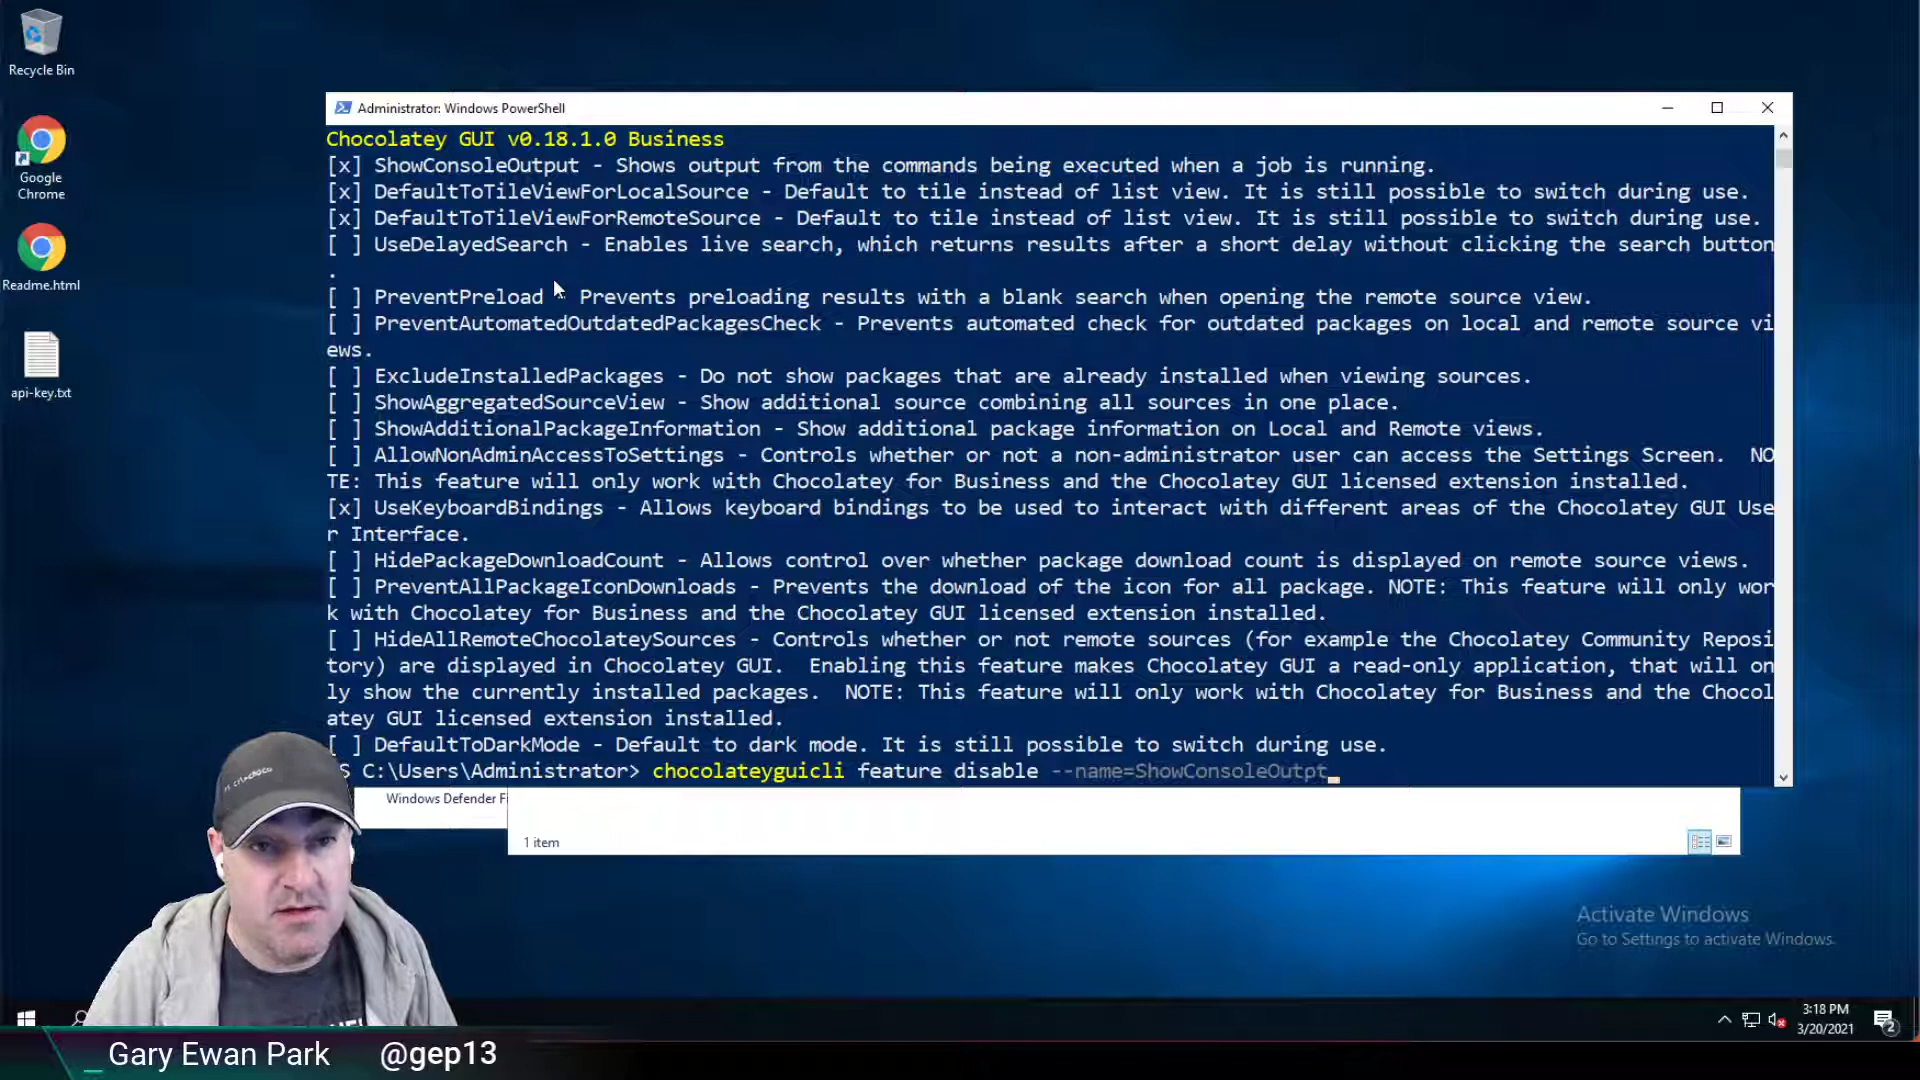 Recycle Bin
Google
Chrome
Readme.html
api-key.txt
Administrator: Windows PowerShell
Chocolatey GUI v0.18.1.0 Business
[x] ShowConsoleOutput - Shows output from the commands being executed when a job is running.
[x] DefaultToTileViewForLocalSource - Default to tile instead of list view. It is still possible to switch during use.
[x] DefaultToTileViewForRemoteSource - Default to tile instead of list view. It is still possible to switch during use.
[ ] UseDelayedSearch - Enables live search, which returns results after a short delay without clicking the search button
.
[ ] PreventPreload - Prevents preloading results with a blank search when opening the remote source view.
[ ] PreventAutomatedOutdatedPackagesCheck - Prevents automated check for outdated packages on local and remote source vi
ews.
[ ] ExcludeInstalledPackages - Do not show packages that are already installed when viewing sources.
[ ] ShowAggregatedSourceView - Show additional source combining all sources in one place.
[ ] ShowAdditionalPackageInformation - Show additional package information on Local and Remote views.
[ ] AllowNonAdminAccessToSettings - Controls whether or not a non-administrator user can access the Settings Screen.  NO
TE: This feature will only work with Chocolatey for Business and the Chocolatey GUI licensed extension installed.
[x] UseKeyboardBindings - Allows keyboard bindings to be used to interact with different areas of the Chocolatey GUI Use
r Interface.
[ ] HidePackageDownloadCount - Allows control over whether package download count is displayed on remote source views.
[ ] PreventAllPackageIconDownloads - Prevents the download of the icon for all package. NOTE: This feature will only wor
k with Chocolatey for Business and the Chocolatey GUI licensed extension installed.
[ ] HideAllRemoteChocolateySources - Controls whether or not remote sources (for example the Chocolatey Community Reposi
tory) are displayed in Chocolatey GUI.  Enabling this feature makes Chocolatey GUI a read-only application, that will on
ly show the currently installed packages.  NOTE: This feature will only work with Chocolatey for Business and the Chocol
atey GUI licensed extension installed.
[ ] DefaultToDarkMode - Default to dark mode. It is still possible to switch during use.
S C:\Users\Administrator> chocolateyguicli feature disable --name=ShowConsoleOutpt
Windows Defender Fi
1 item
Activate Windows
Go to Settings to activate Windows.
3:18 PM
3/20/2021
2
_ Gary Ewan Park @gep13